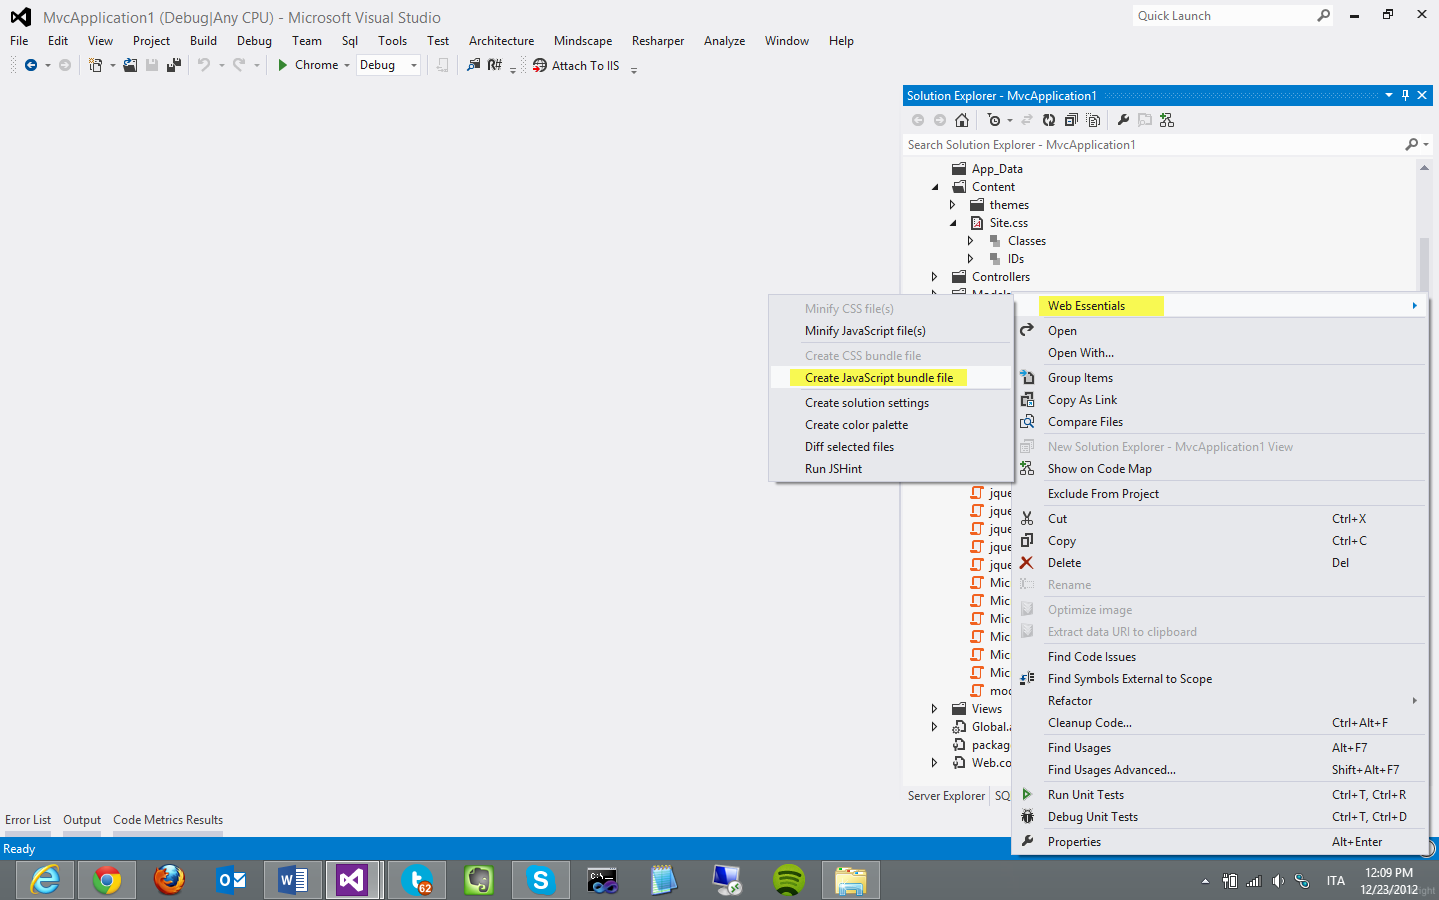 MvcApplication1 (Debug|Any CPU) - Microsoft Visual Studio
Quick Launch
File Edit View Project Build Debug Team Sql Tools Test Architecture Mindscape Resharper Analyze Window Help
Chrome Debug R# Attach To IIS
Solution Explorer - MvcApplication1
Search Solution Explorer - MvcApplication1
App_Data
Content
themes
Site.css
Classes
IDs
Controllers
Minify CSS file(s)
Minify JavaScript file(s)
Create CSS bundle file
Create JavaScript bundle file
Create solution settings
Create color palette
Diff selected files
Run JSHint
Web Essentials
Open
Open With...
Group Items
Copy As Link
Compare Files
New Solution Explorer - MvcApplication1 View
Show on Code Map
Exclude From Project
Cut Ctrl+X
Copy Ctrl+C
Delete Del
Rename
Optimize image
Extract data URI to clipboard
Find Code Issues
Find Symbols External to Scope
Refactor
Cleanup Code... Ctrl+Alt+F
Find Usages Alt+F7
Find Usages Advanced... Shift+Alt+F7
Run Unit Tests Ctrl+T, Ctrl+R
Debug Unit Tests Ctrl+T, Ctrl+D
Properties Alt+Enter
jque
jque
jque
jque
jque
Mic
Mic
Mic
Mic
Mic
Mic
mod
Views
Global.a
packag
Web.co
Server Explorer SQ
Error List Output Code Metrics Results
Ready
62
ITA
12:09 PM
12/23/2012